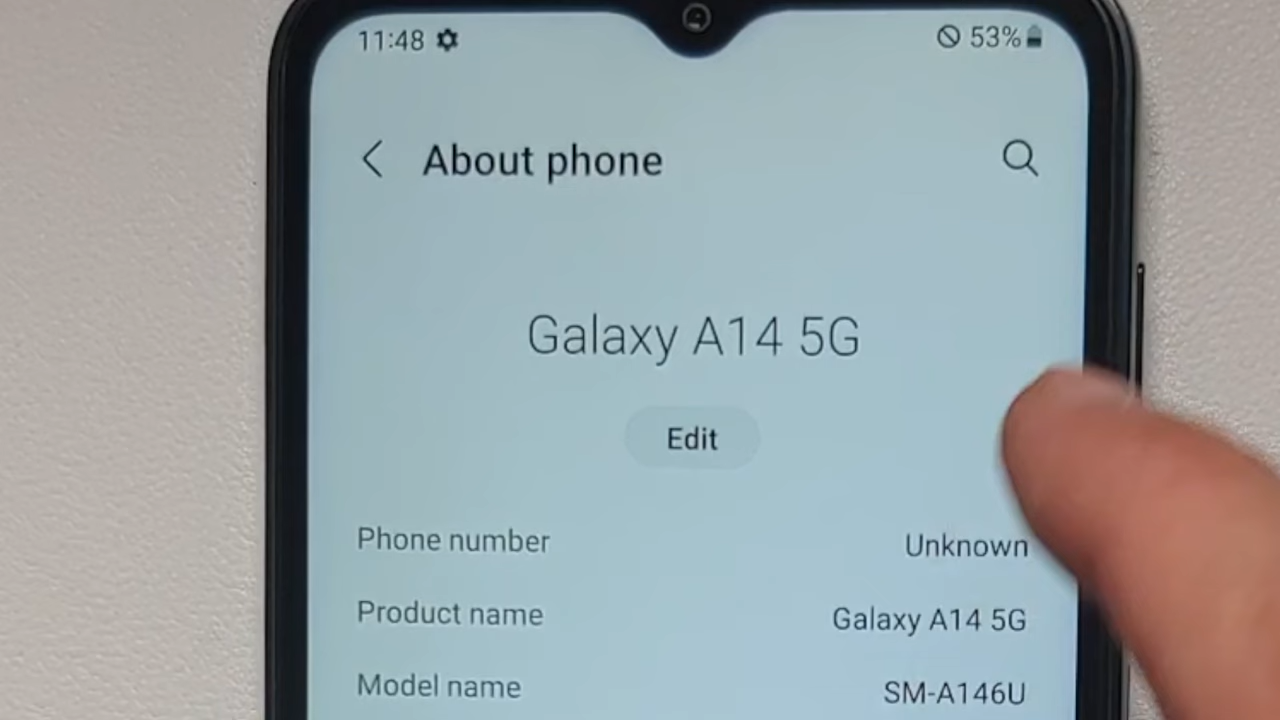 11:48 53%
About phone
Galaxy A14 5G
Edit
Phone number Unknown
Product name Galaxy A14 5G
Model name SM-A146U